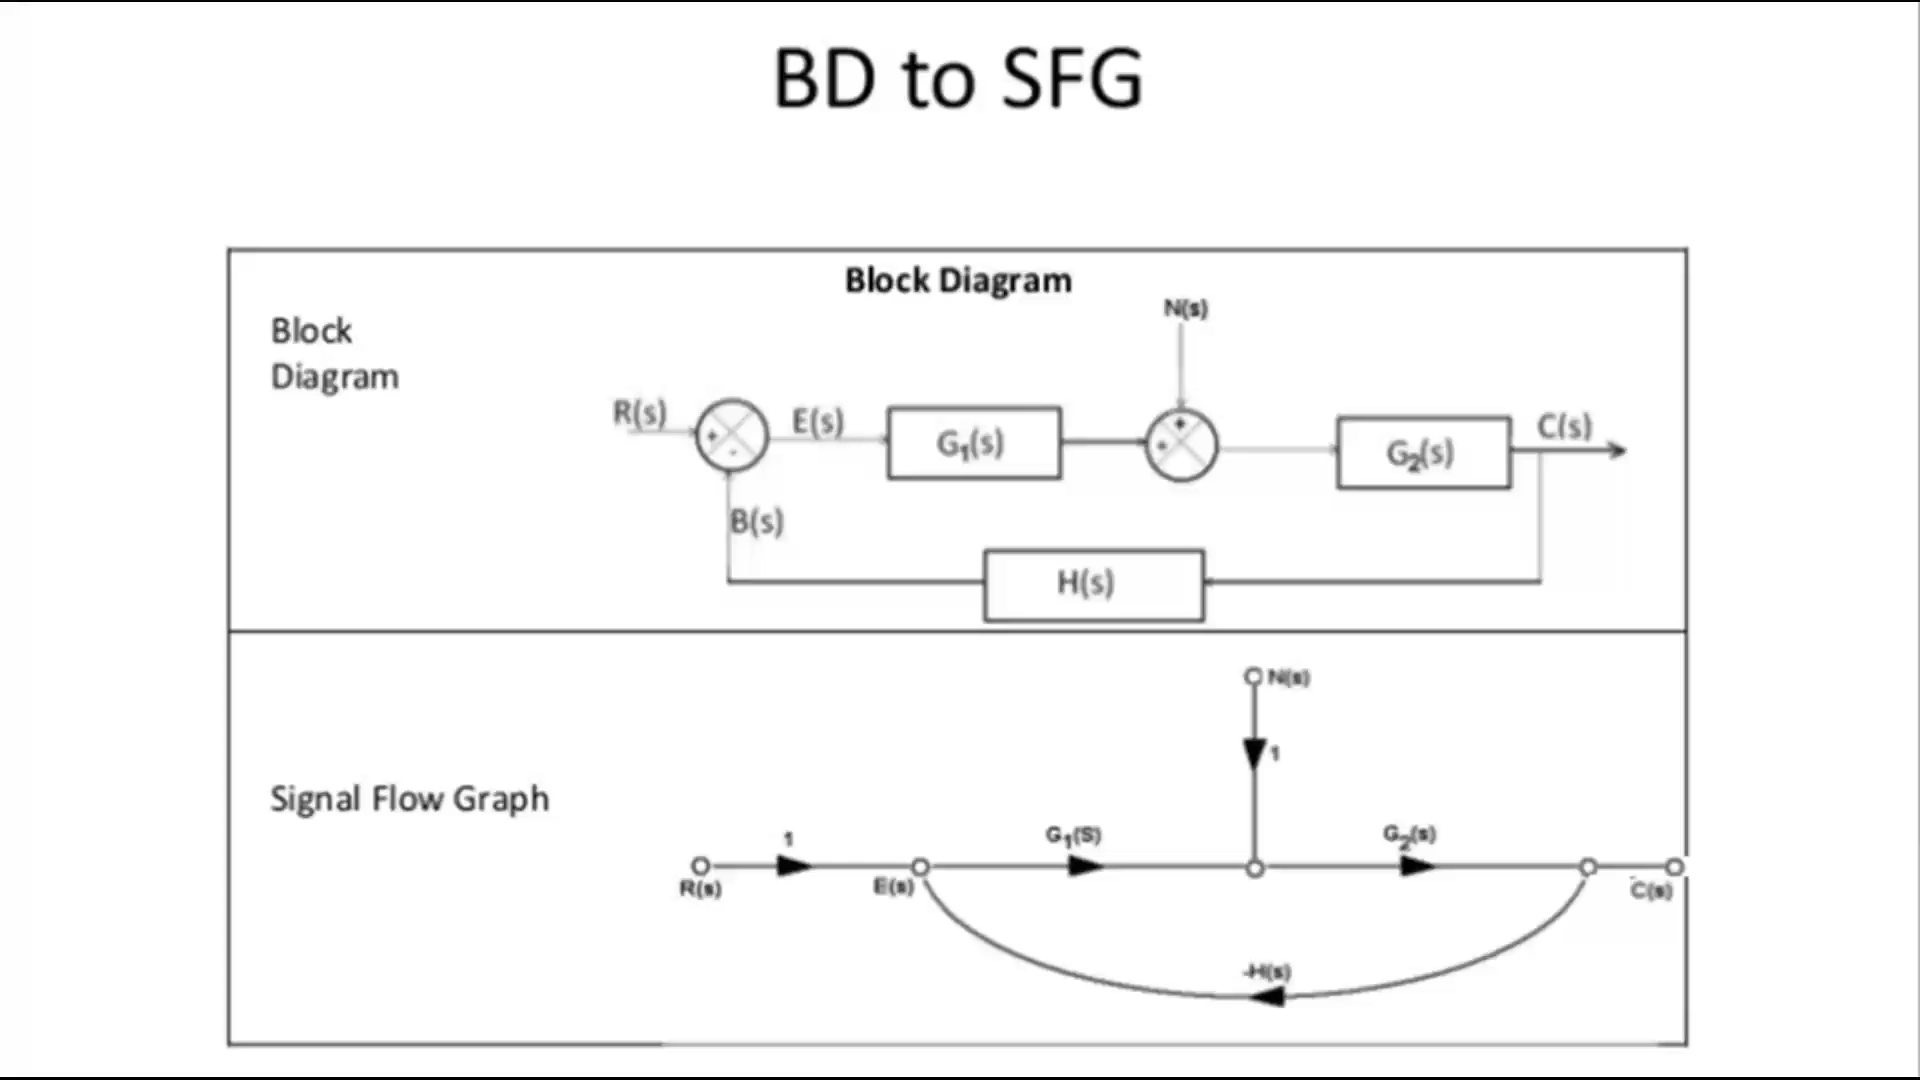 BD to SFG
Block Diagram
Block
Diagram
N(s)
R(s)
E(s)
G₁(s)
C(s)
G₂(s)
+
-
+
+
B(s)
H(s)
N(s)
1
Signal Flow Graph
1
G₁(S)
G₂(s)
R(s)
E(s)
C(s)
-H(s)